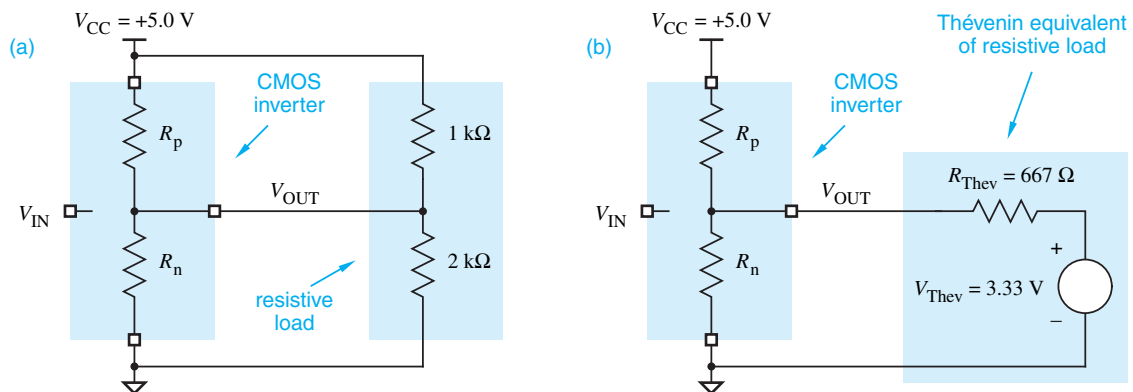 (a)
V_CC = +5.0 V
CMOS
inverter
R_p
1 kΩ
V_IN
V_OUT
R_n
2 kΩ
resistive
load
(b)
V_CC = +5.0 V
Thévenin equivalent
of resistive load
CMOS
inverter
R_p
R_Thev = 667 Ω
V_IN
V_OUT
R_n
+
V_Thev = 3.33 V
–